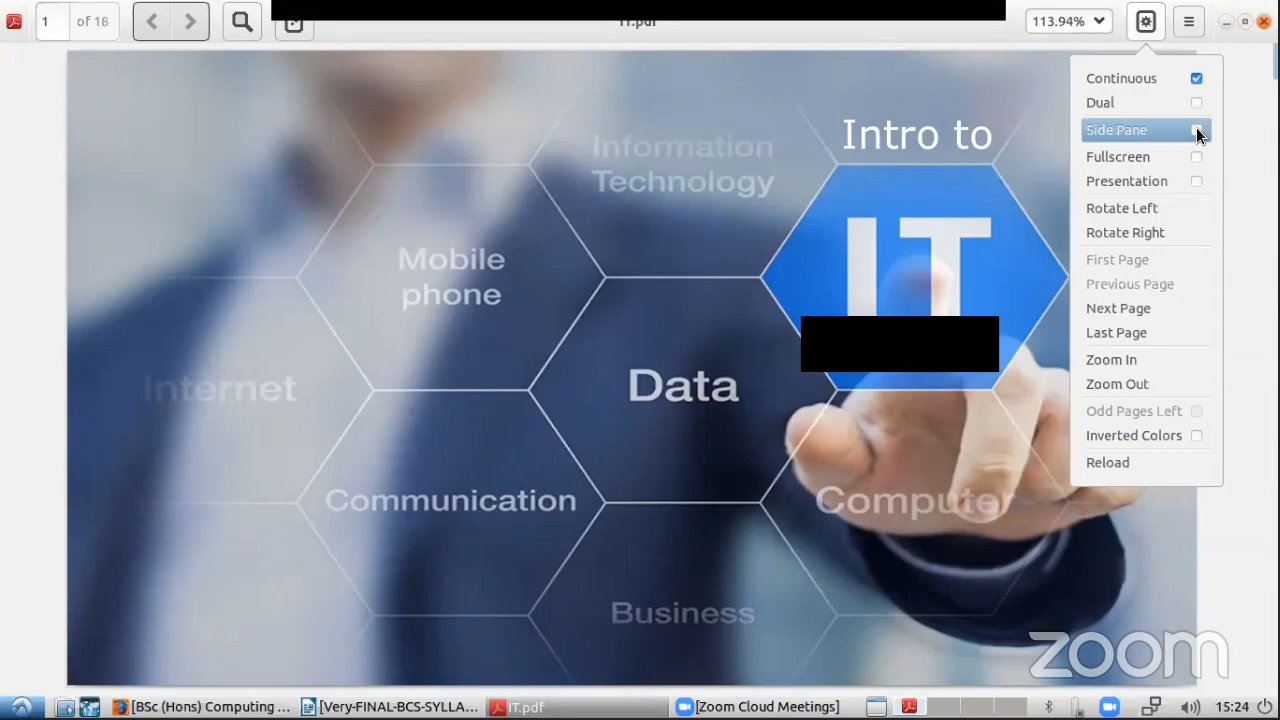 1
of 18
IT.pdf
113.94%
Continuous
Dual
Side Pane
Fullscreen
Presentation
Rotate Left
Rotate Right
First Page
Previous Page
Next Page
Last Page
Zoom In
Zoom Out
Odd Pages Left
Inverted Colors
Reload
Intro to
IT
Information
Technology
Mobile
phone
Internet
Data
Communication
Computer
Business
zoom
[BSc (Hons) Computing ...
[Very-FINAL-BCS-SYLLA...
IT.pdf
[Zoom Cloud Meetings]
15:24